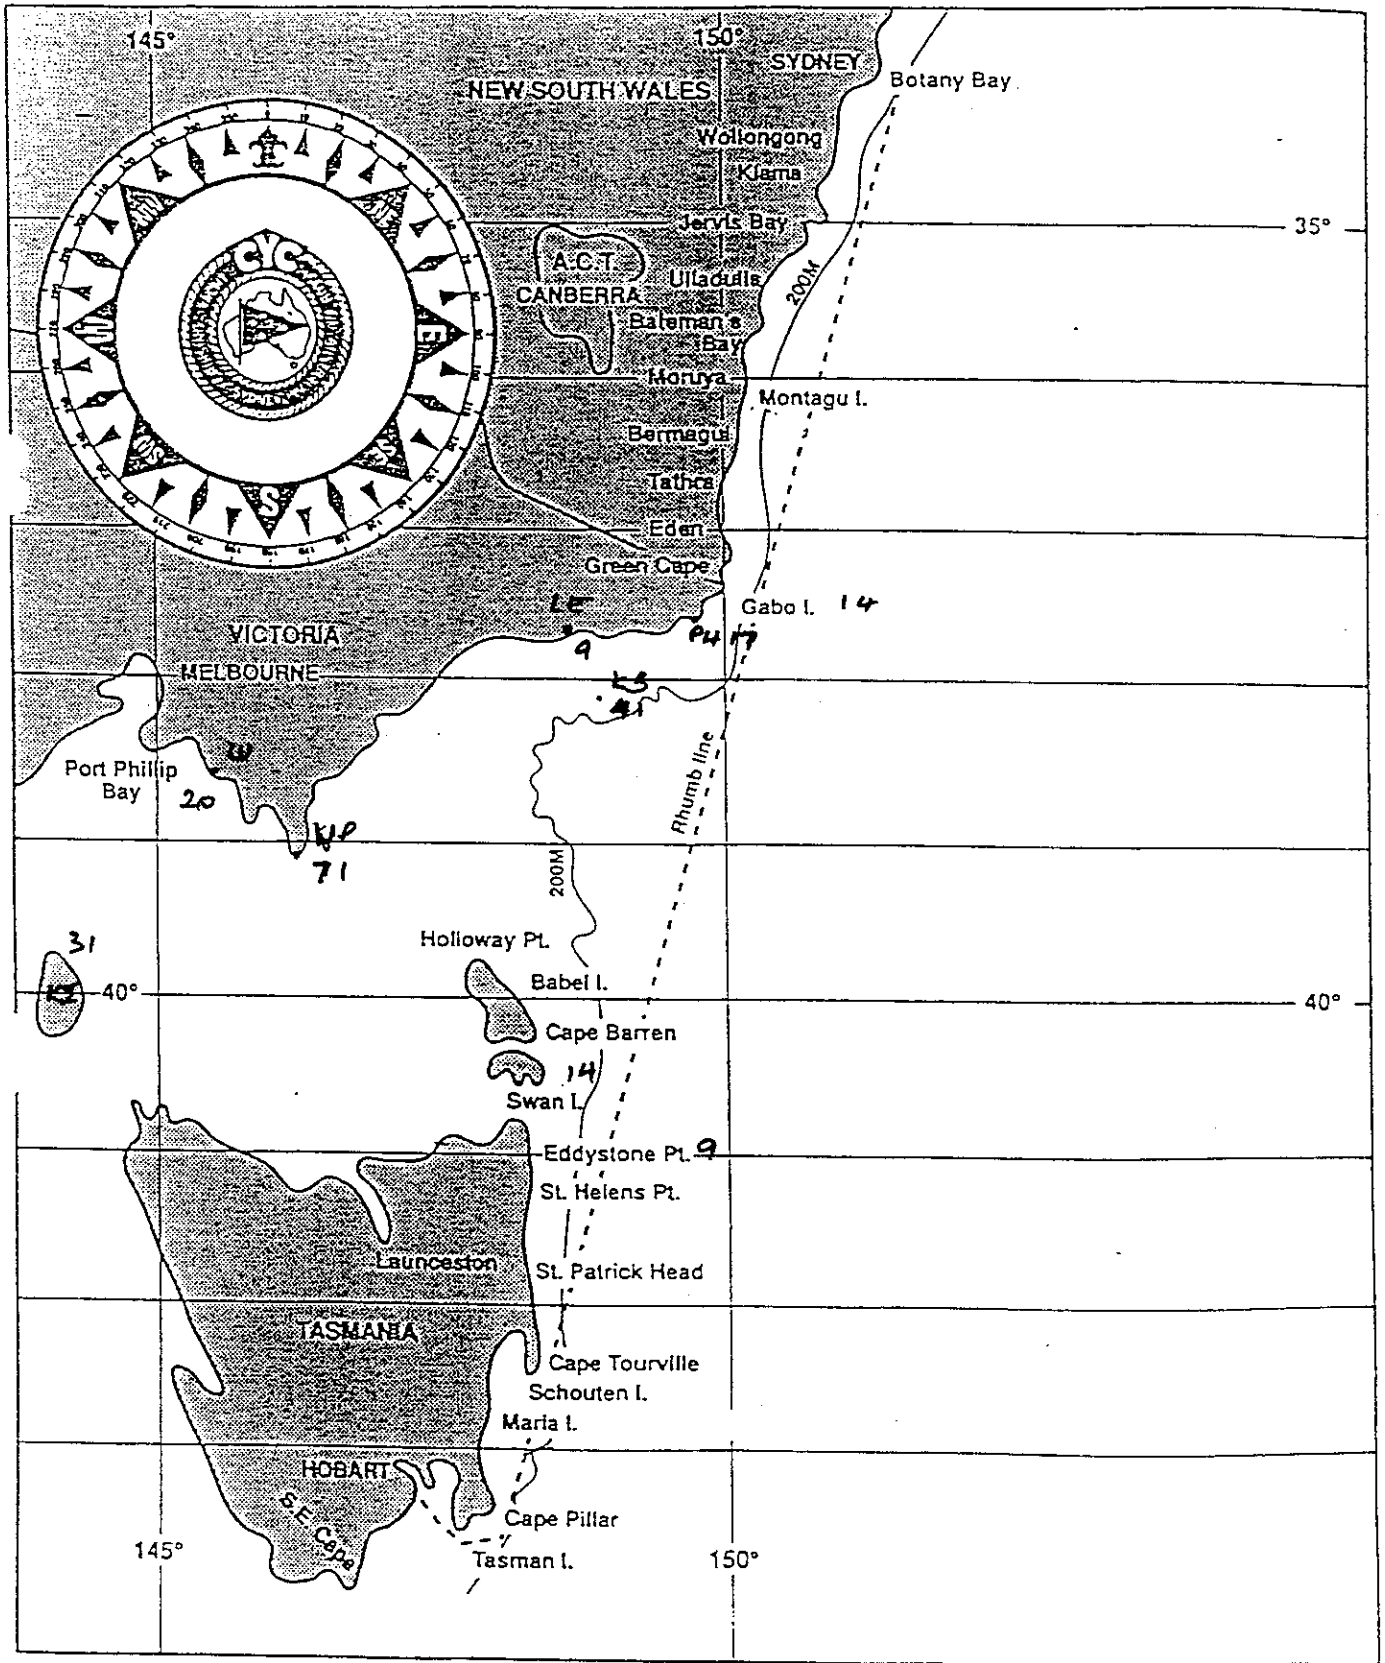 145°
150°
SYDNEY
Botany Bay
NEW SOUTH WALES
Wollongong
Kiama
Jervis Bay
35°
CYC
A.C.T.
CANBERRA
Ulladulla
200M
Bateman's
Bay
W
E
S
Moruya
Montagu I.
Bermagui
Tathra
Eden
Green Cape
Gabo I. 14
LE
9
VICTORIA
MELBOURNE
KB
41
Port Phillip
Bay
W
20
Rhumb line
WP
71
200M
Holloway Pt.
31
Babel I.
40°
40°
Cape Barren
14
Swan I.
Eddystone Pt. 9
St. Helens Pt.
Launceston
St. Patrick Head
TASMANIA
Cape Tourville
Schouten I.
Maria I.
HOBART
S.E. Cape
Cape Pillar
Tasman I.
145°
150°